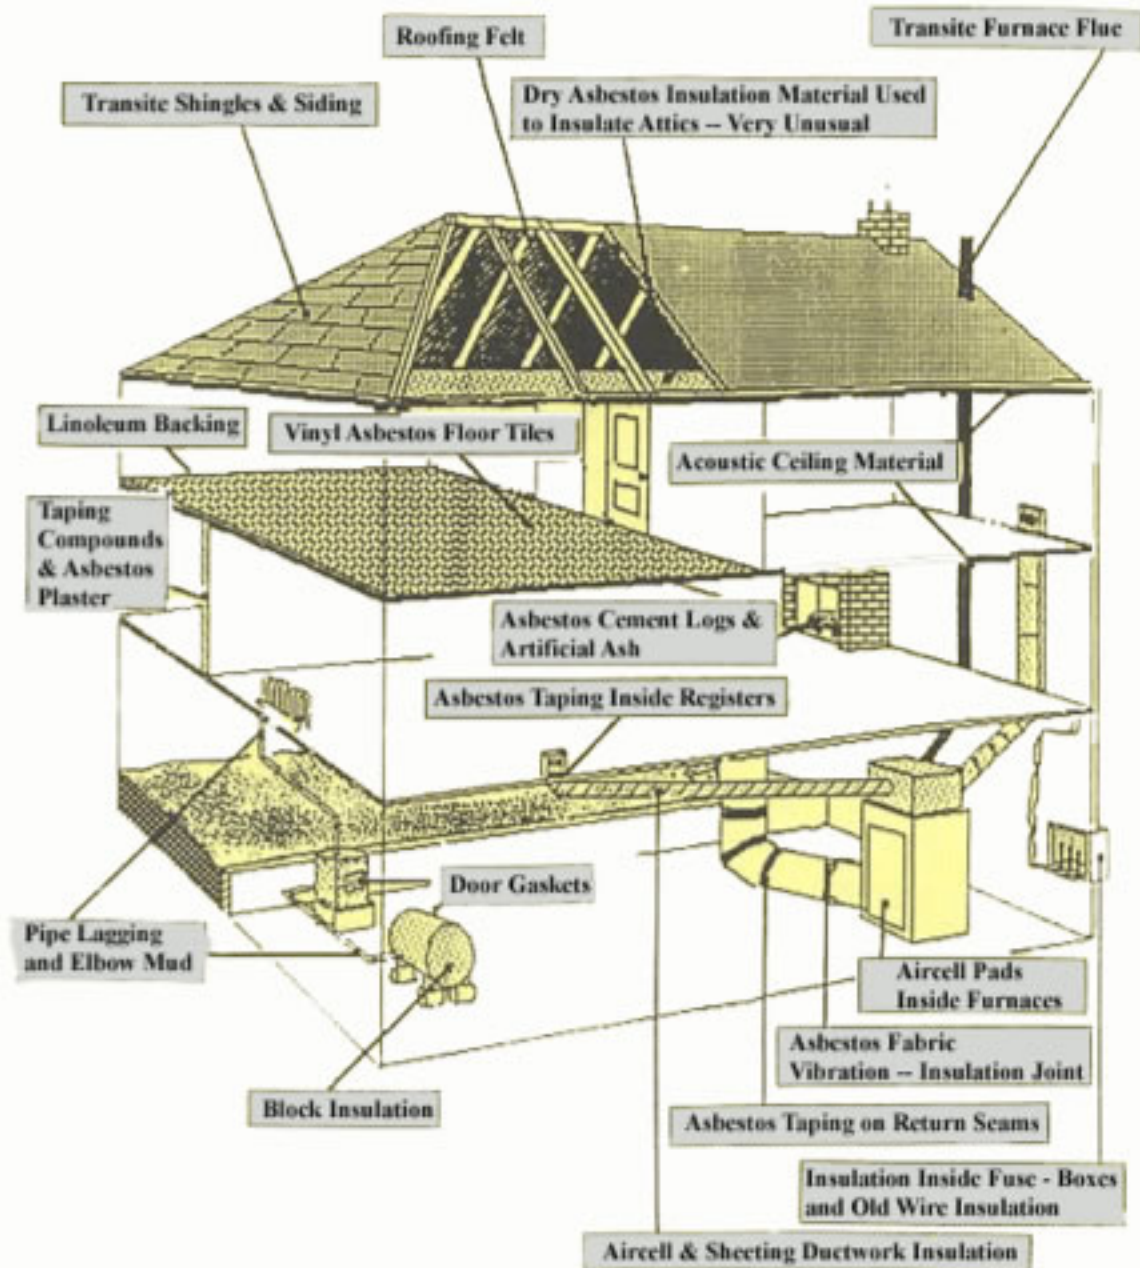 Roofing Felt
Transite Furnace Flue
Transite Shingles & Siding
Dry Asbestos Insulation Material Used
to Insulate Attics -- Very Unusual
Linoleum Backing
Vinyl Asbestos Floor Tiles
Acoustic Ceiling Material
Taping
Compounds
& Asbestos
Plaster
Asbestos Cement Logs &
Artificial Ash
Asbestos Taping Inside Registers
Door Gaskets
Pipe Lagging
and Elbow Mud
Aircell Pads
Inside Furnaces
Asbestos Fabric
Vibration -- Insulation Joint
Block Insulation
Asbestos Taping on Return Seams
Insulation Inside Fuse - Boxes
and Old Wire Insulation
Aircell & Sheeting Ductwork Insulation